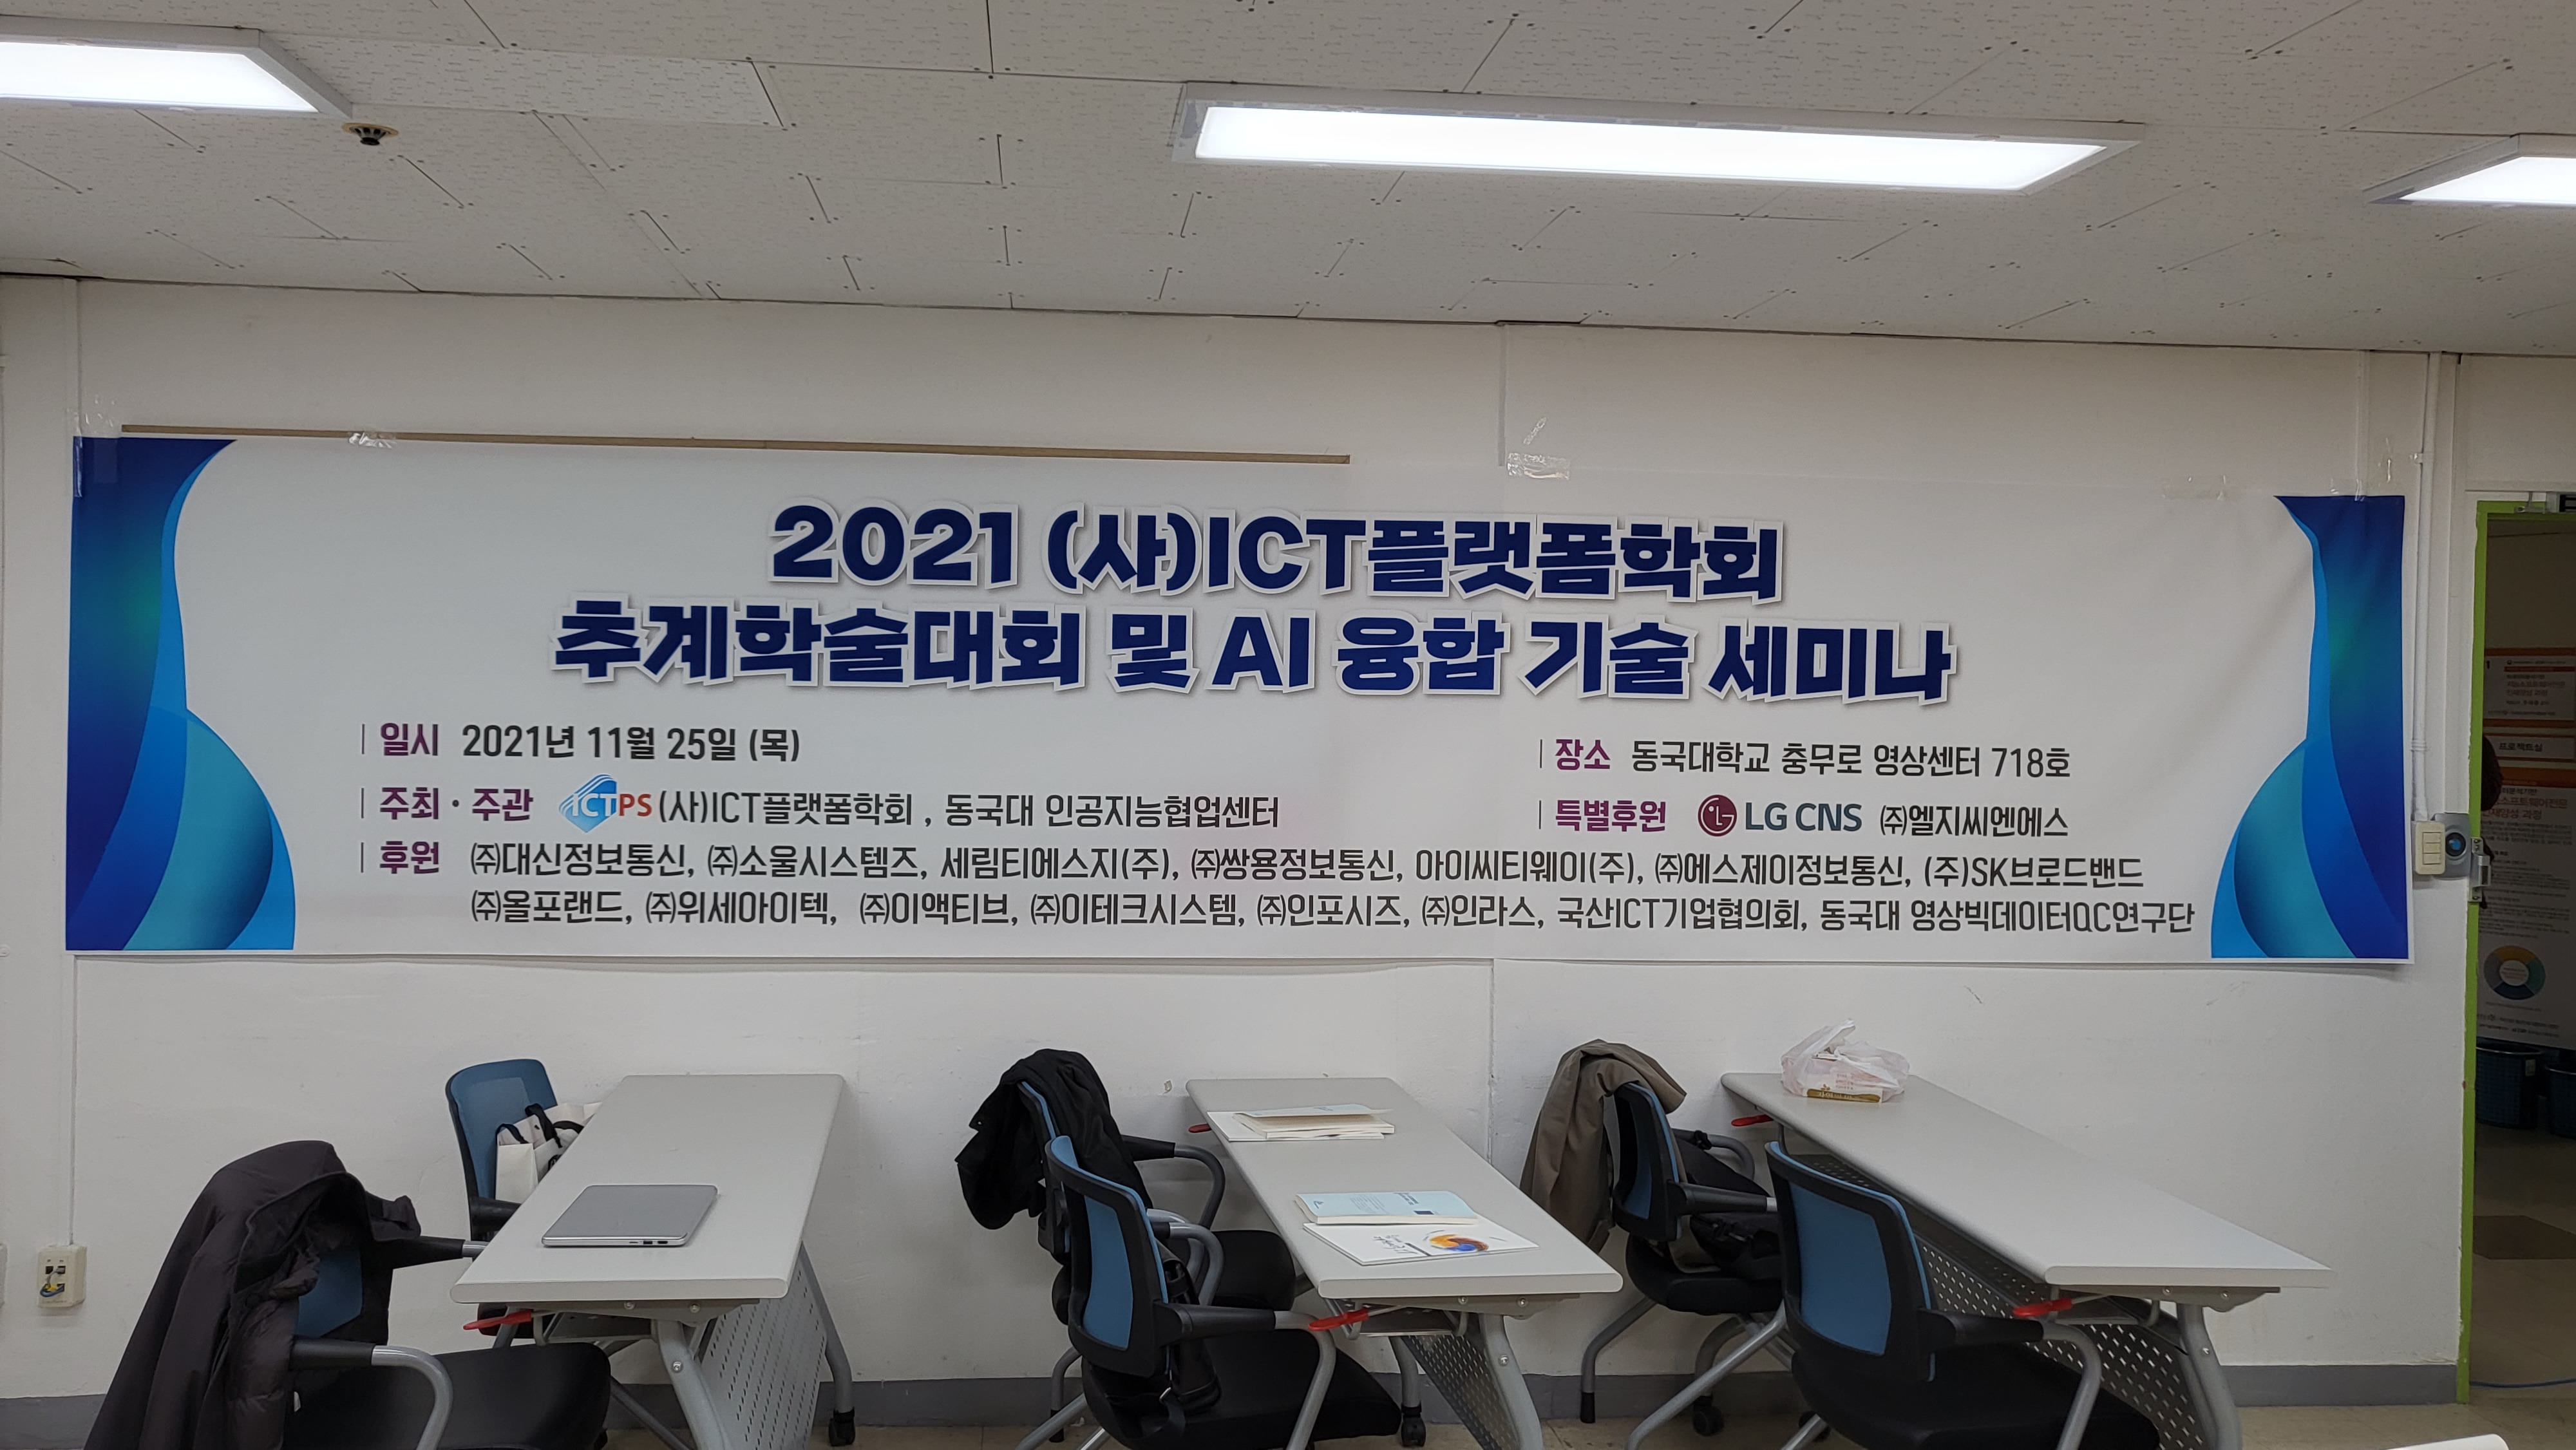 2021 (사)ICT플랫폼학회
추계학술대회 및 AI 융합 기술 세미나
일시 2021년 11월 25일 (목)
장소 동국대학교 충무로 영상센터 718호
주최 · 주관 ICTPS (사)ICT플랫폼학회 , 동국대 인공지능협업센터
특별후원 LG CNS ㈜엘지씨엔에스
후원 ㈜대신정보통신, ㈜소울시스템즈, 세림티에스지(주), ㈜쌍용정보통신, 아이씨티웨이(주), ㈜에스제이정보통신, (주)SK브로드밴드
㈜올포랜드, ㈜위세아이텍, ㈜이액티브, ㈜이테크시스템, ㈜인포시즈, ㈜인라스, 국산ICT기업협의회, 동국대 영상빅데이터QC연구단
프로젝트실